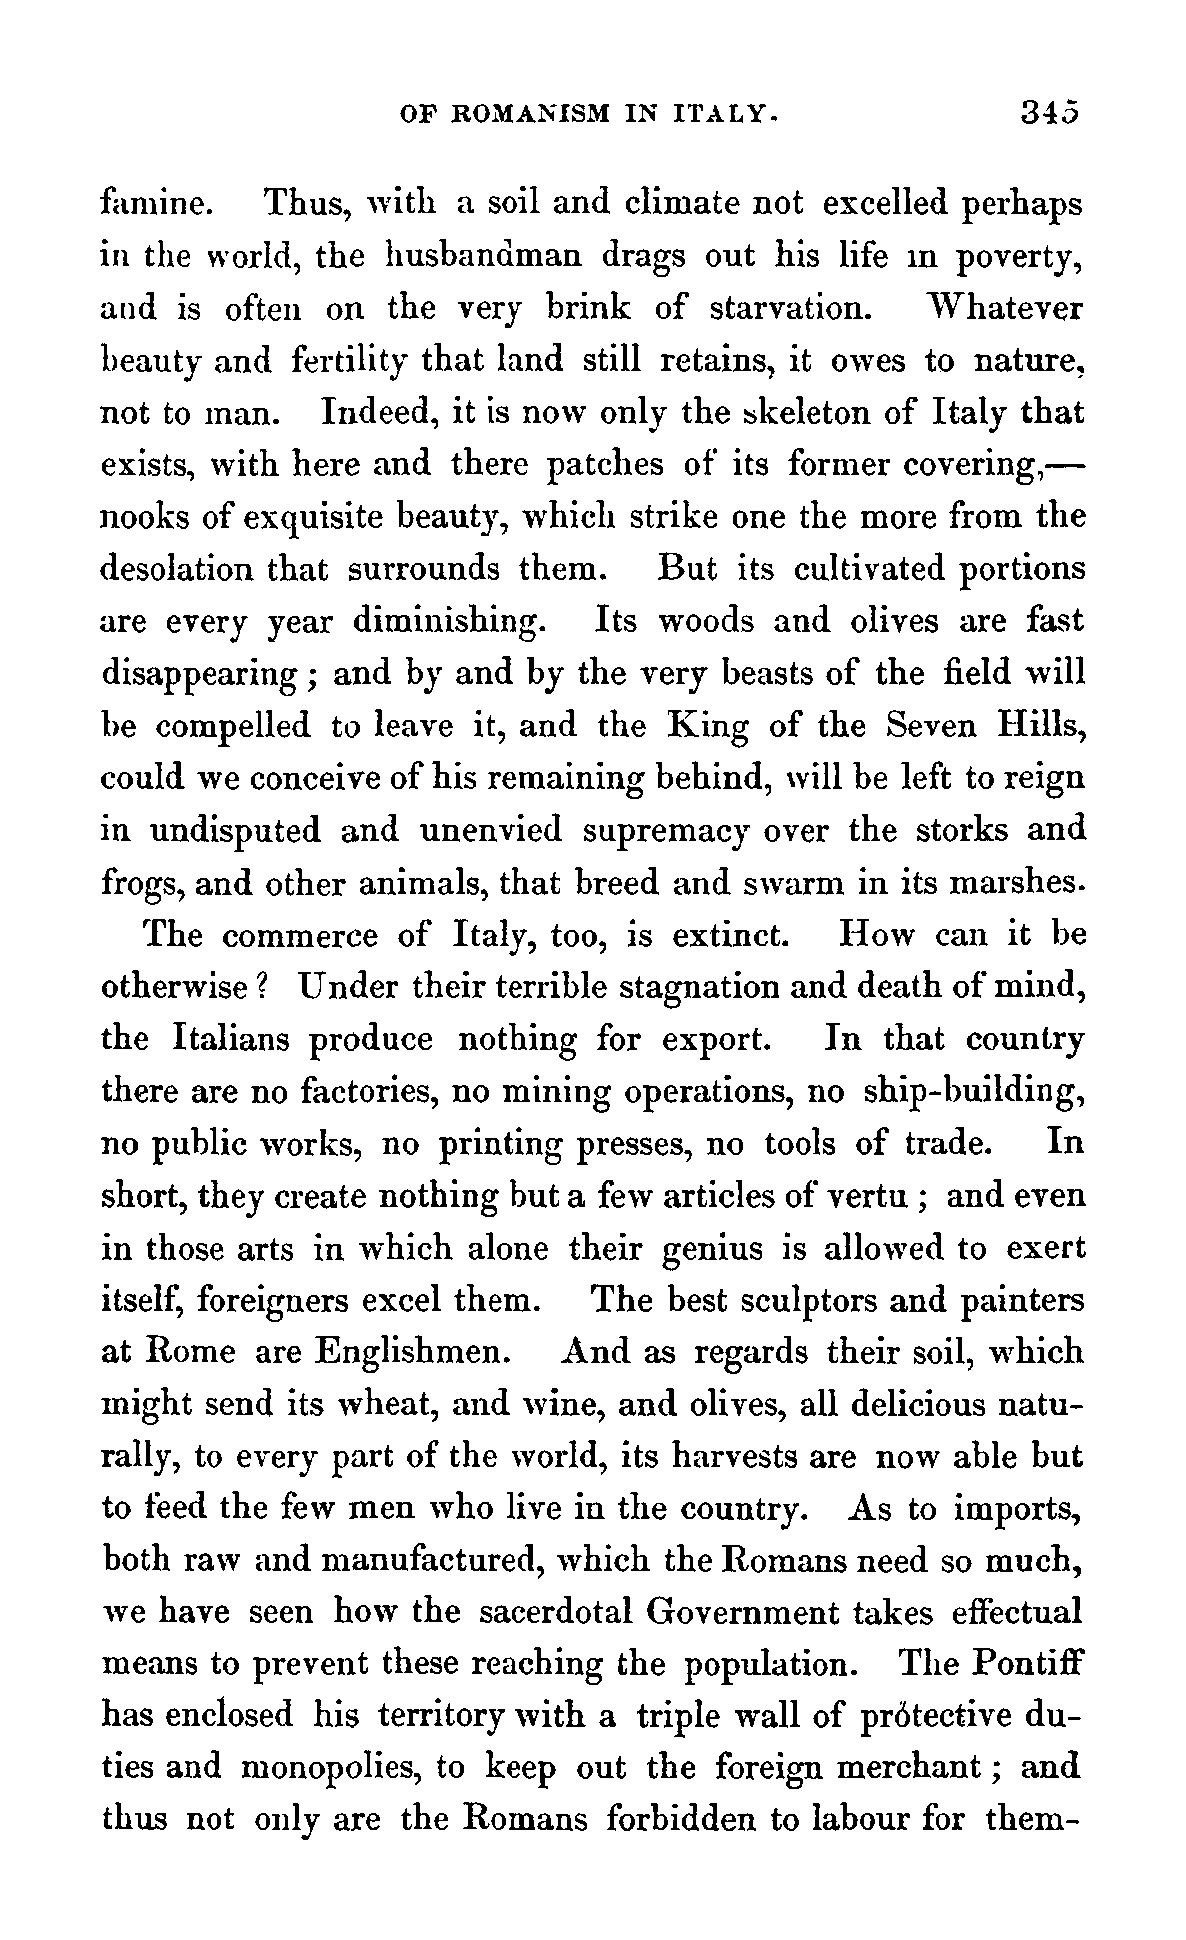 OF ROMANISM IN ITALY. 345
famine. Thus, with a soil and climate not excelled perhaps
in the world, the husbandman drags out his life in poverty,
and is often on the very brink of starvation. Whatever
beauty and fertility that land still retains, it owes to nature,
not to man. Indeed, it is now only the skeleton of Italy that
exists, with here and there patches of its former covering,—
nooks of exquisite beauty, which strike one the more from the
desolation that surrounds them. But its cultivated portions
are every year diminishing. Its woods and olives are fast
disappearing ; and by and by the very beasts of the field will
be compelled to leave it, and the King of the Seven Hills,
could we conceive of his remaining behind, will be left to reign
in undisputed and unenvied supremacy over the storks and
frogs, and other animals, that breed and swarm in its marshes.
The commerce of Italy, too, is extinct. How can it be
otherwise ? Under their terrible stagnation and death of mind,
the Italians produce nothing for export. In that country
there are no factories, no mining operations, no ship-building,
no public works, no printing presses, no tools of trade. In
short, they create nothing but a few articles of vertu ; and even
in those arts in which alone their genius is allowed to exert
itself, foreigners excel them. The best sculptors and painters
at Rome are Englishmen. And as regards their soil, which
might send its wheat, and wine, and olives, all delicious natu-
rally, to every part of the world, its harvests are now able but
to feed the few men who live in the country. As to imports,
both raw and manufactured, which the Romans need so much,
we have seen how the sacerdotal Government takes effectual
means to prevent these reaching the population. The Pontiff
has enclosed his territory with a triple wall of protective du-
ties and monopolies, to keep out the foreign merchant ; and
thus not only are the Romans forbidden to labour for them-